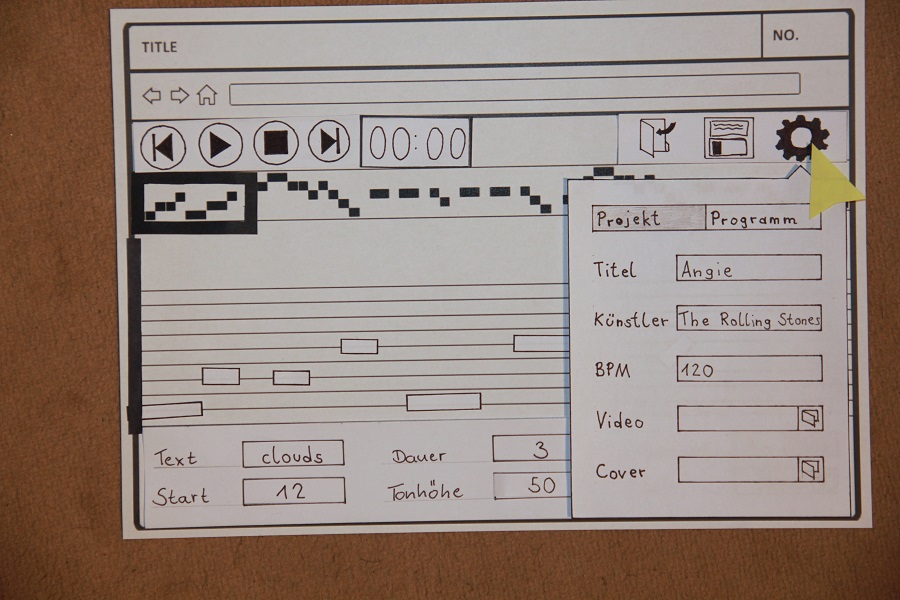 TITLE
NO.
00:00
Projekt Programm
Titel Angie
Künstler The Rolling Stones
BPM 120
Video
Cover
Text clouds Dauer 3
Start 12 Tonhöhe 50